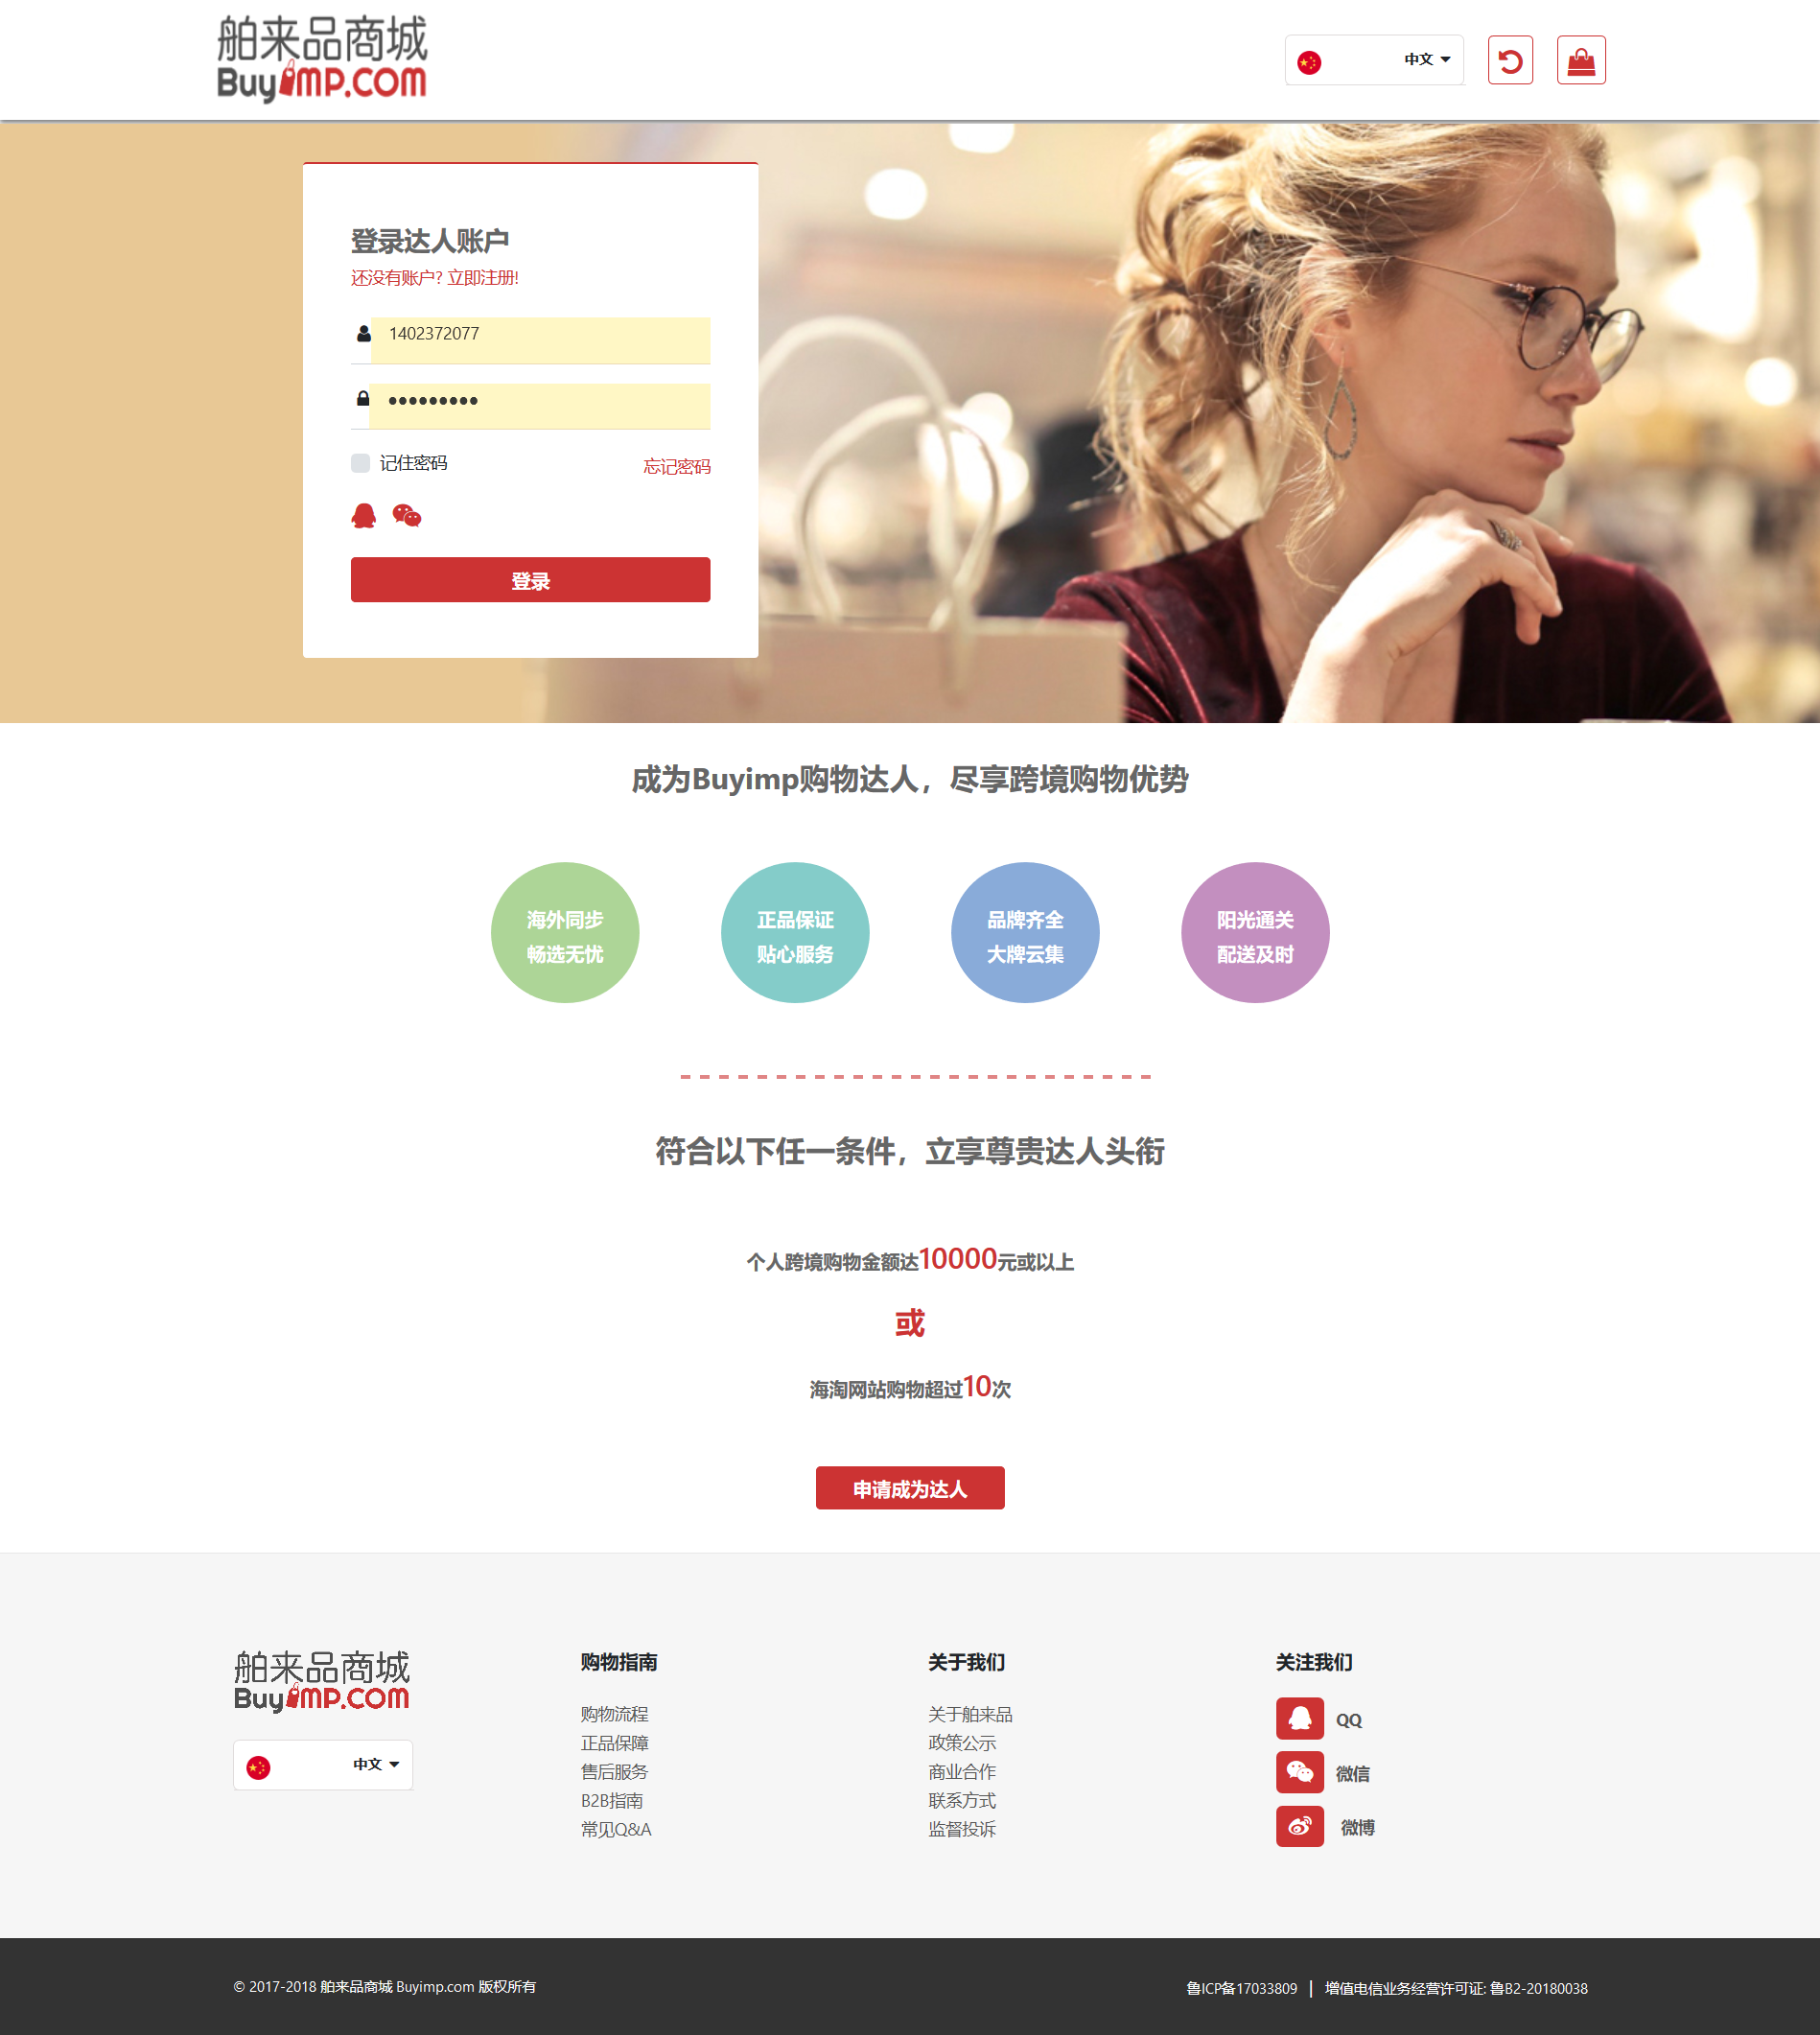 舶来品商城
Buyimp.com
中文
登录达人账户
还没有账户? 立即注册!
1402372077
●●●●●●●●●
记住密码
忘记密码
登录
成为Buyimp购物达人，尽享跨境购物优势
海外同步
畅选无忧
正品保证
贴心服务
品牌齐全
大牌云集
阳光通关
配送及时
符合以下任一条件，立享尊贵达人头衔
个人跨境购物金额达10000元或以上
或
海淘网站购物超过10次
申请成为达人
舶来品商城
Buyimp.com
中文
购物指南
购物流程
正品保障
售后服务
B2B指南
常见Q&A
关于我们
关于舶来品
政策公示
商业合作
联系方式
监督投诉
关注我们
QQ
微信
微博
© 2017-2018 舶来品商城 Buyimp.com 版权所有
鲁ICP备17033809 | 增值电信业务经营许可证: 鲁B2-20180038